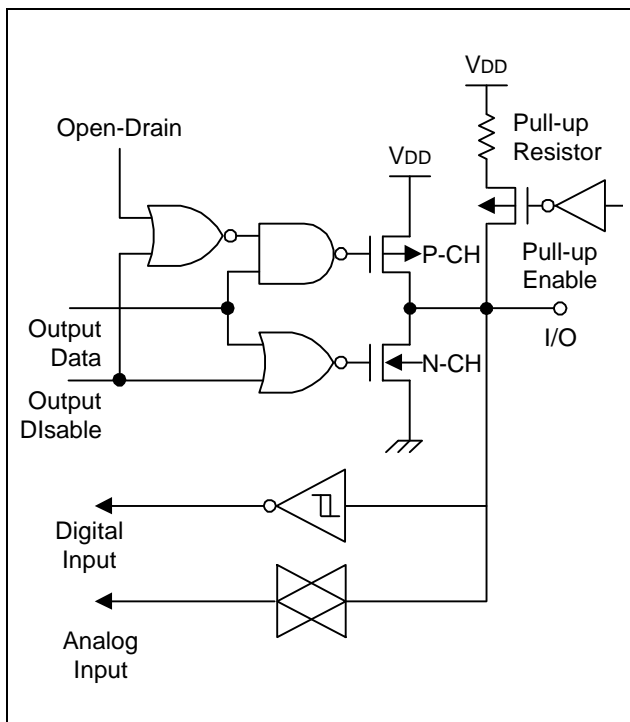 VDD
Pull-up
Resistor
Open-Drain
VDD
P-CH
Pull-up
Enable
I/O
Output
Data
N-CH
Output
DIsable
Digital
Input
Analog
Input